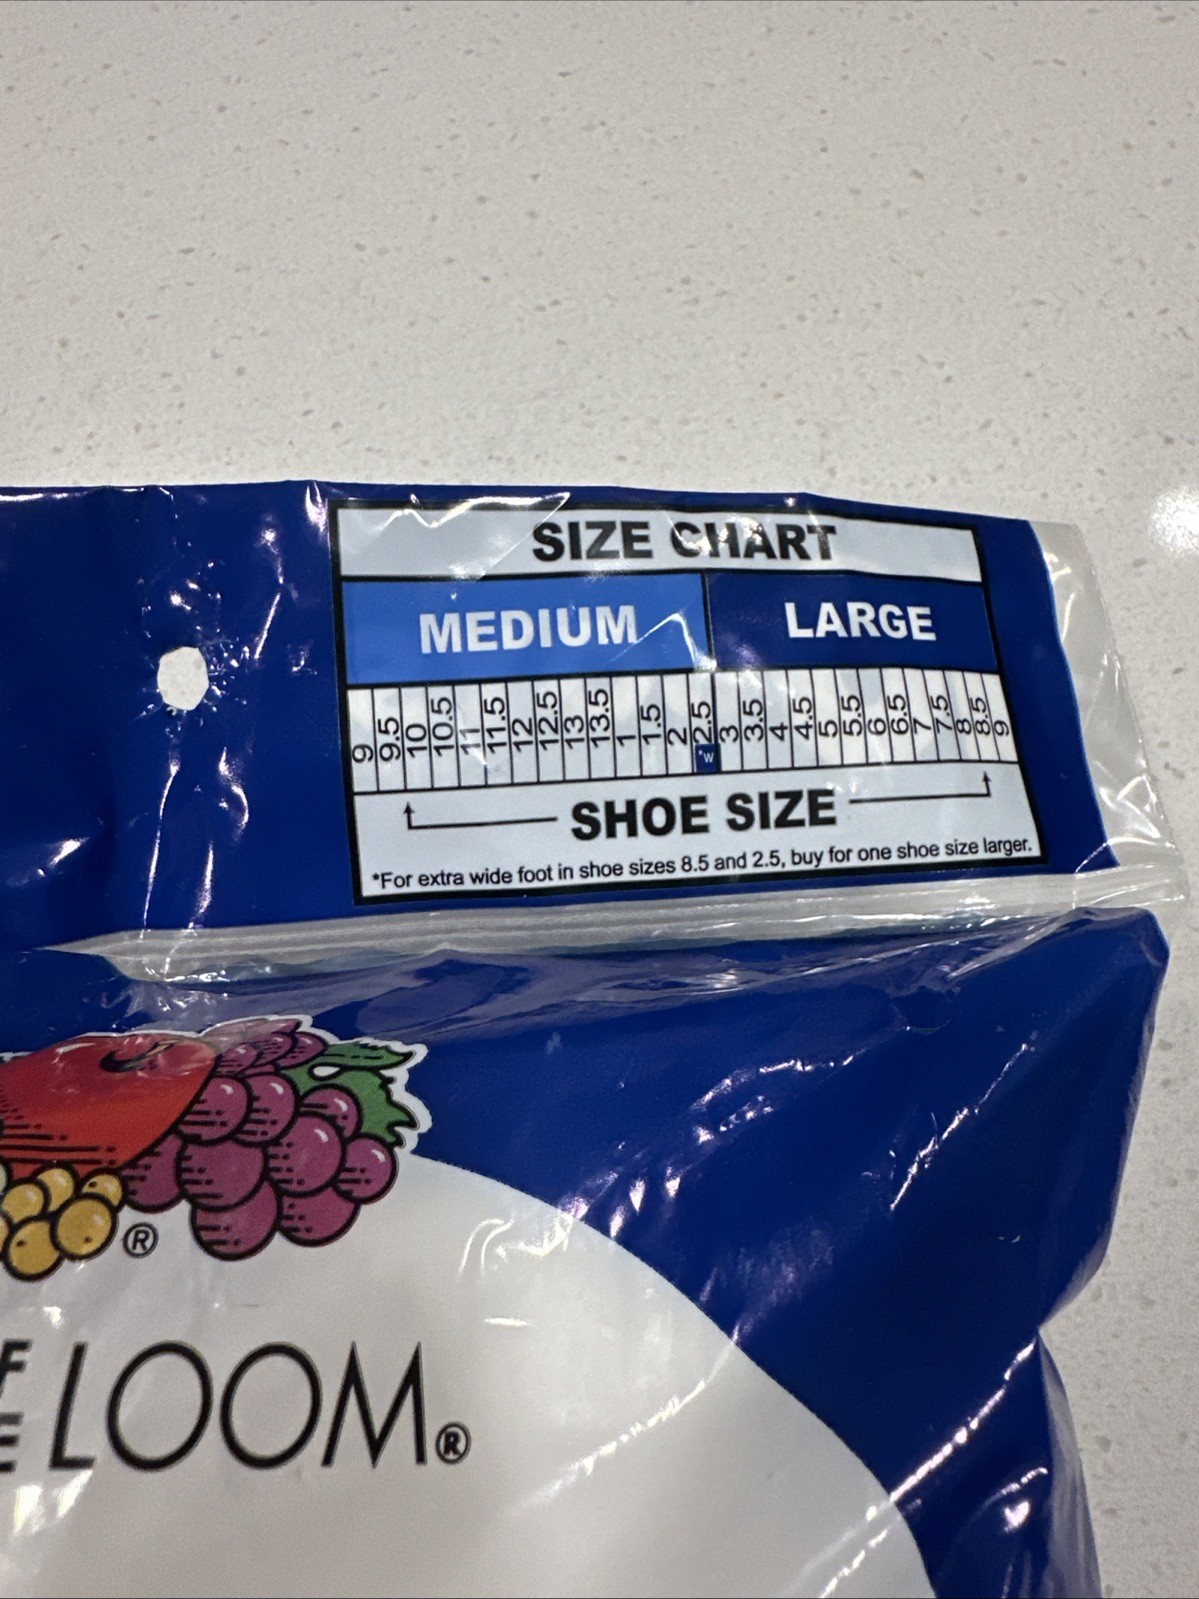 SIZE CHART
MEDIUM LARGE
9 9.5 10 10.5 11 11.5 12 12.5 13 13.5 1 1.5 2 2.5 3 3.5 4 4.5 5 5.5 6 6.5 7 7.5 8 8.5 9
*W
SHOE SIZE
*For extra wide foot in shoe sizes 8.5 and 2.5, buy for one shoe size larger.
®
LOOM®